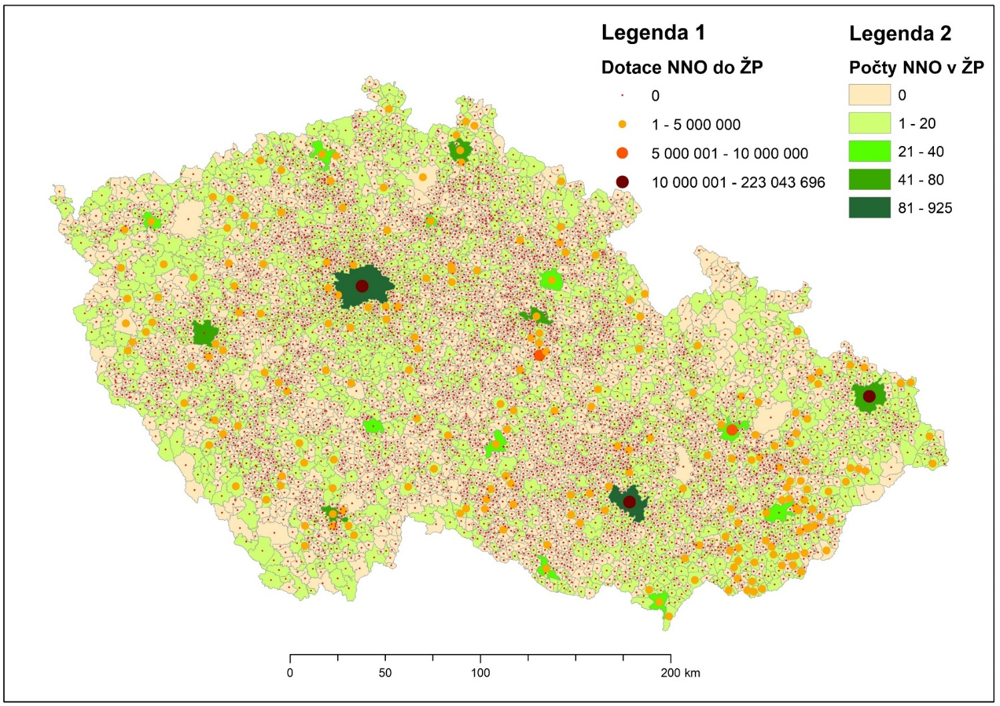 Legenda 1
Dotace NNO do ŽP
0
1 - 5 000 000
5 000 001 - 10 000 000
10 000 001 - 223 043 696
Legenda 2
Počty NNO v ŽP
0
1 - 20
21 - 40
41 - 80
81 - 925
0 50 100 200 km